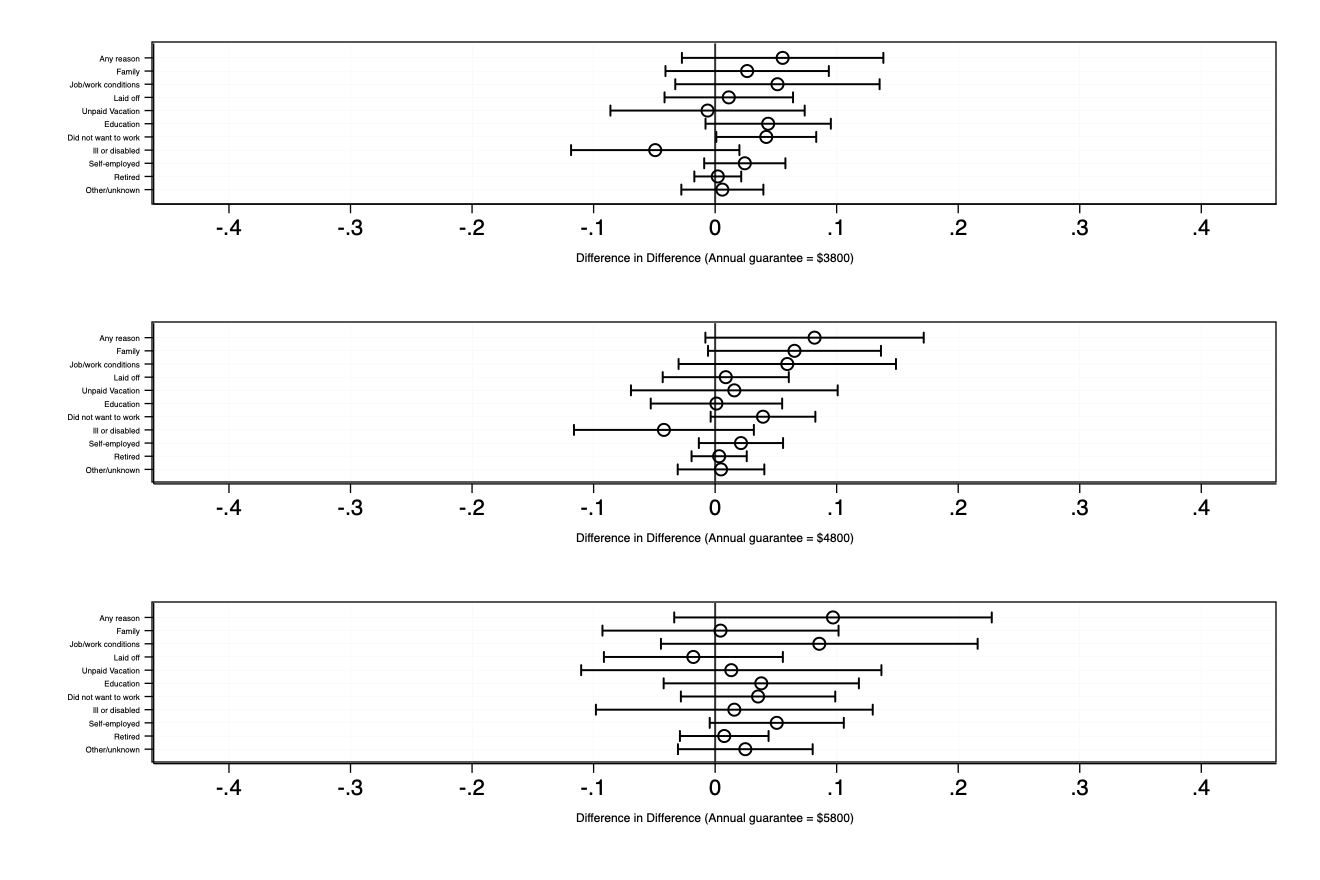 Any reason
Family
Job/work conditions
Laid off
Unpaid Vacation
Education
Did not want to work
Ill or disabled
Self-employed
Retired
Other/unknown
-.4 -.3 -.2 -.1 0 .1 .2 .3 .4
Difference in Difference (Annual guarantee = $3800)
Any reason
Family
Job/work conditions
Laid off
Unpaid Vacation
Education
Did not want to work
Ill or disabled
Self-employed
Retired
Other/unknown
-.4 -.3 -.2 -.1 0 .1 .2 .3 .4
Difference in Difference (Annual guarantee = $4800)
Any reason
Family
Job/work conditions
Laid off
Unpaid Vacation
Education
Did not want to work
Ill or disabled
Self-employed
Retired
Other/unknown
-.4 -.3 -.2 -.1 0 .1 .2 .3 .4
Difference in Difference (Annual guarantee = $5800)